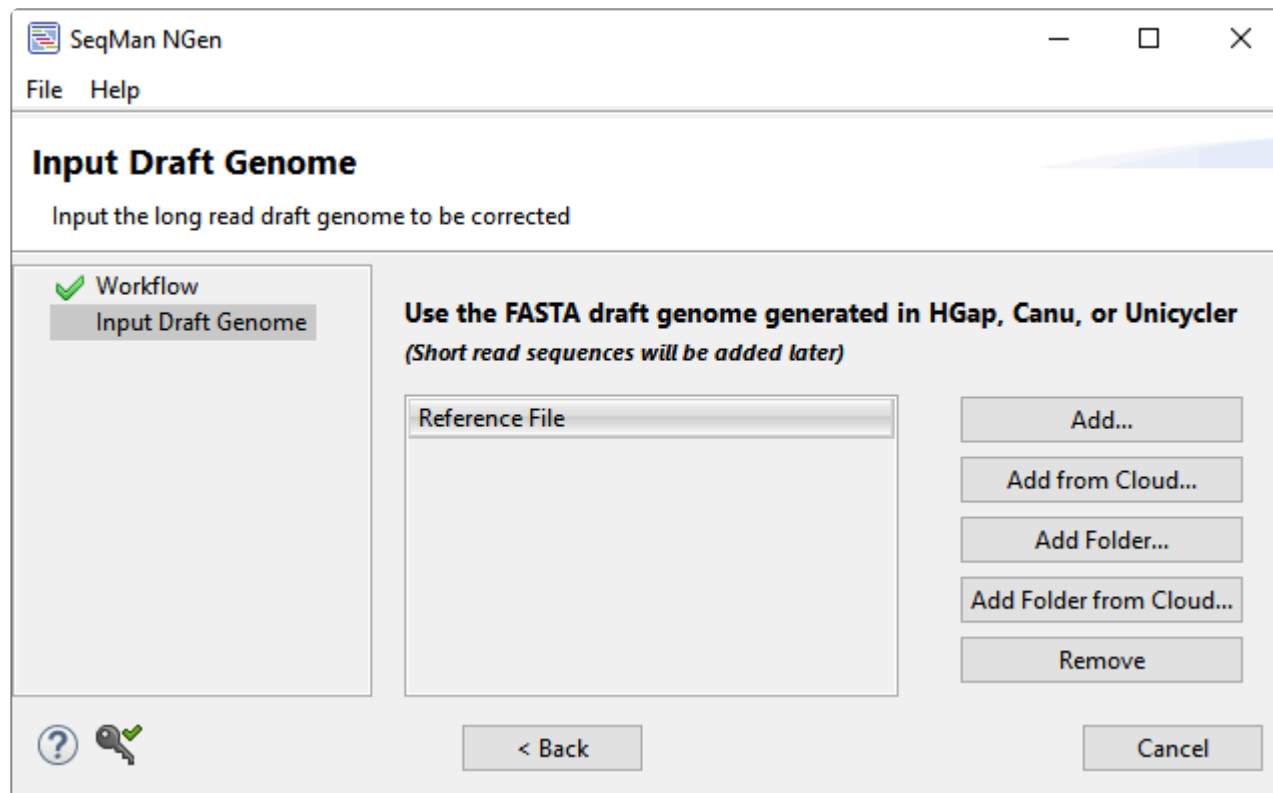 SeqMan NGen
File Help
Input Draft Genome
Input the long read draft genome to be corrected
Workflow
Input Draft Genome
Use the FASTA draft genome generated in HGap, Canu, or Unicycler
(Short read sequences will be added later)
Reference File
Add...
Add from Cloud...
Add Folder...
Add Folder from Cloud...
Remove
?
< Back
Cancel